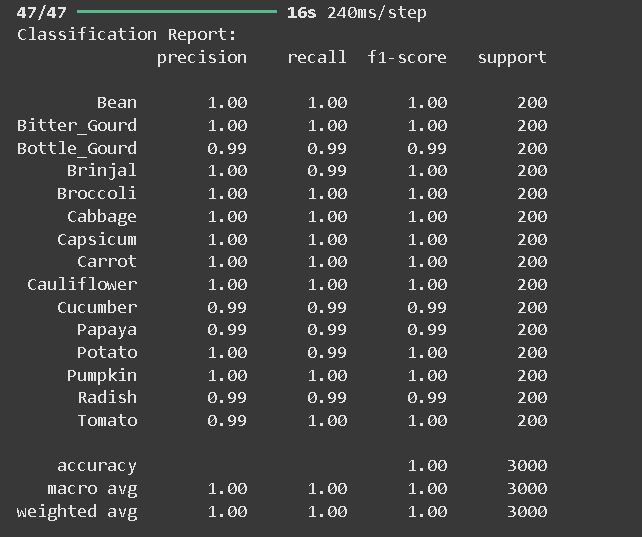 47/47 ━━━━━━━━━━━━━━━━━━━━ 16s 240ms/step
Classification Report:
precision recall f1-score support
Bean 1.00 1.00 1.00 200
Bitter_Gourd 1.00 1.00 1.00 200
Bottle_Gourd 0.99 0.99 0.99 200
Brinjal 1.00 0.99 1.00 200
Broccoli 1.00 1.00 1.00 200
Cabbage 1.00 1.00 1.00 200
Capsicum 1.00 1.00 1.00 200
Carrot 1.00 1.00 1.00 200
Cauliflower 1.00 1.00 1.00 200
Cucumber 0.99 0.99 0.99 200
Papaya 0.99 0.99 0.99 200
Potato 1.00 0.99 1.00 200
Pumpkin 1.00 1.00 1.00 200
Radish 0.99 0.99 0.99 200
Tomato 0.99 1.00 1.00 200
accuracy 1.00 3000
macro avg 1.00 1.00 1.00 3000
weighted avg 1.00 1.00 1.00 3000